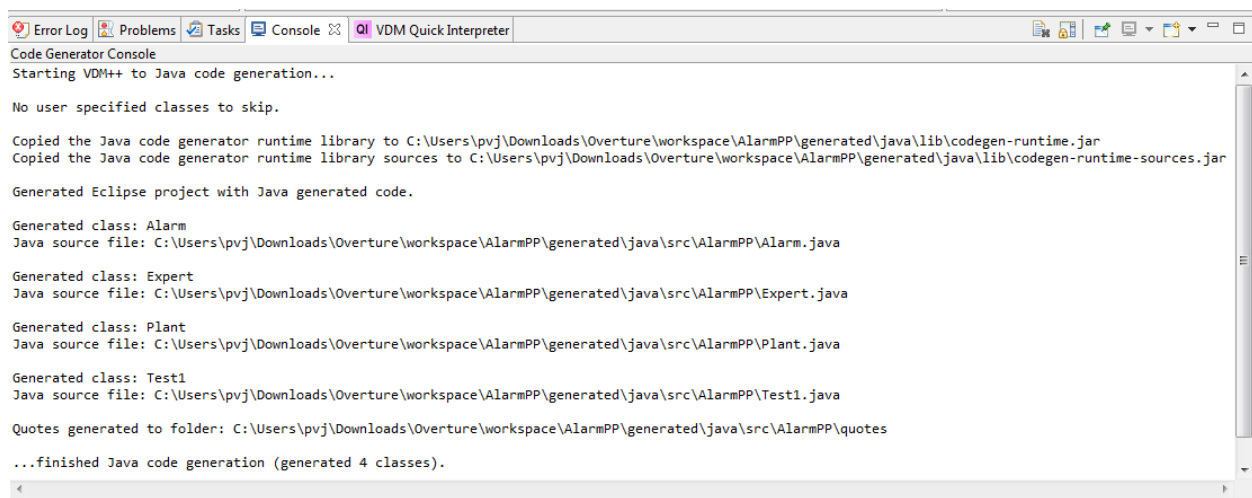 Error Log Problems Tasks Console QI VDM Quick Interpreter
Code Generator Console
Starting VDM++ to Java code generation...
No user specified classes to skip.
Copied the Java code generator runtime library to C:\Users\pvj\Downloads\Overture\workspace\AlarmPP\generated\java\lib\codegen-runtime.jar
Copied the Java code generator runtime library sources to C:\Users\pvj\Downloads\Overture\workspace\AlarmPP\generated\java\lib\codegen-runtime-sources.jar
Generated Eclipse project with Java generated code.
Generated class: Alarm
Java source file: C:\Users\pvj\Downloads\Overture\workspace\AlarmPP\generated\java\src\AlarmPP\Alarm.java
Generated class: Expert
Java source file: C:\Users\pvj\Downloads\Overture\workspace\AlarmPP\generated\java\src\AlarmPP\Expert.java
Generated class: Plant
Java source file: C:\Users\pvj\Downloads\Overture\workspace\AlarmPP\generated\java\src\AlarmPP\Plant.java
Generated class: Test1
Java source file: C:\Users\pvj\Downloads\Overture\workspace\AlarmPP\generated\java\src\AlarmPP\Test1.java
Quotes generated to folder: C:\Users\pvj\Downloads\Overture\workspace\AlarmPP\generated\java\src\AlarmPP\quotes
...finished Java code generation (generated 4 classes).